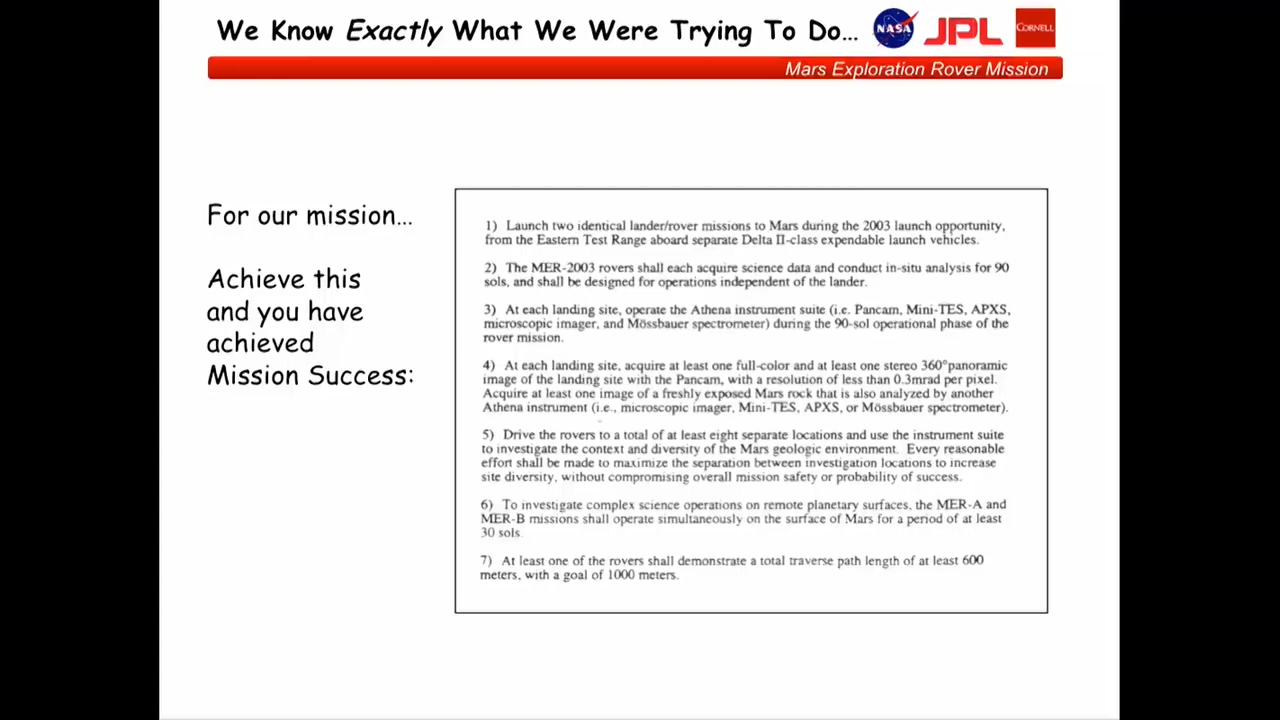 We Know Exactly What We Were Trying To Do…
NASA
JPL
CORNELL
Mars Exploration Rover Mission
For our mission…
Achieve this
and you have
achieved
Mission Success:
1) Launch two identical lander/rover missions to Mars during the 2003 launch opportunity,
from the Eastern Test Range aboard separate Delta II-class expendable launch vehicles.
2) The MER-2003 rovers shall each acquire science data and conduct in-situ analysis for 90
sols, and shall be designed for operations independent of the lander.
3) At each landing site, operate the Athena instrument suite (i.e. Pancam, Mini-TES, APXS,
microscopic imager, and Mössbauer spectrometer) during the 90-sol operational phase of the
rover mission.
4) At each landing site, acquire at least one full-color and at least one stereo 360°panoramic
image of the landing site with the Pancam, with a resolution of less than 0.3mrad per pixel.
Acquire at least one image of a freshly exposed Mars rock that is also analyzed by another
Athena instrument (i.e., microscopic imager, Mini-TES, APXS, or Mössbauer spectrometer).
5) Drive the rovers to a total of at least eight separate locations and use the instrument suite
to investigate the context and diversity of the Mars geologic environment. Every reasonable
effort shall be made to maximize the separation between investigation locations to increase
site diversity, without compromising overall mission safety or probability of success.
6) To investigate complex science operations on remote planetary surfaces, the MER-A and
MER-B missions shall operate simultaneously on the surface of Mars for a period of at least
30 sols.
7) At least one of the rovers shall demonstrate a total traverse path length of at least 600
meters, with a goal of 1000 meters.